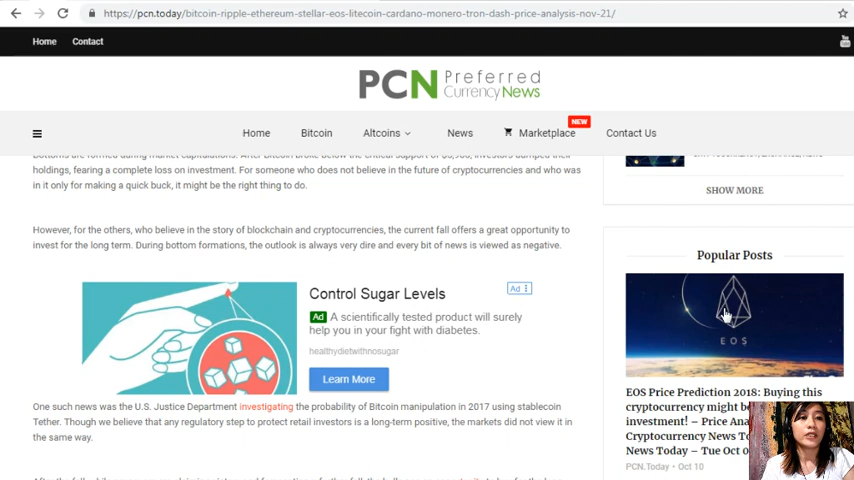 https://pcn.today/bitcoin-ripple-ethereum-stellar-eos-litecoin-cardano-monero-tron-dash-price-analysis-nov-21/
Home Contact
PCN Preferred
Currency News
NEW
Home Bitcoin Altcoins News Marketplace Contact Us
holdings, fearing a complete loss on investment. For someone who does not believe in the future of cryptocurrencies and who was
in it only for making a quick buck, it might be the right thing to do.
However, for the others, who believe in the story of blockchain and cryptocurrencies, the current fall offers a great opportunity to
invest for the long term. During bottom formations, the outlook is always very dire and every bit of news is viewed as negative.
Control Sugar Levels
Ad
Ad A scientifically tested product will surely
help you in your fight with diabetes.
healthydietwithnosugar
Learn More
One such news was the U.S. Justice Department investigating the probability of Bitcoin manipulation in 2017 using stablecoin
Tether. Though we believe that any regulatory step to protect retail investors is a long-term positive, the markets did not view it in
the same way.
SHOW MORE
Popular Posts
EOS
EOS Price Prediction 2018: Buying this
cryptocurrency might be
investment! – Price
Cryptocurrency News
News Today – Tue Oct
PCN.Today • Oct 10